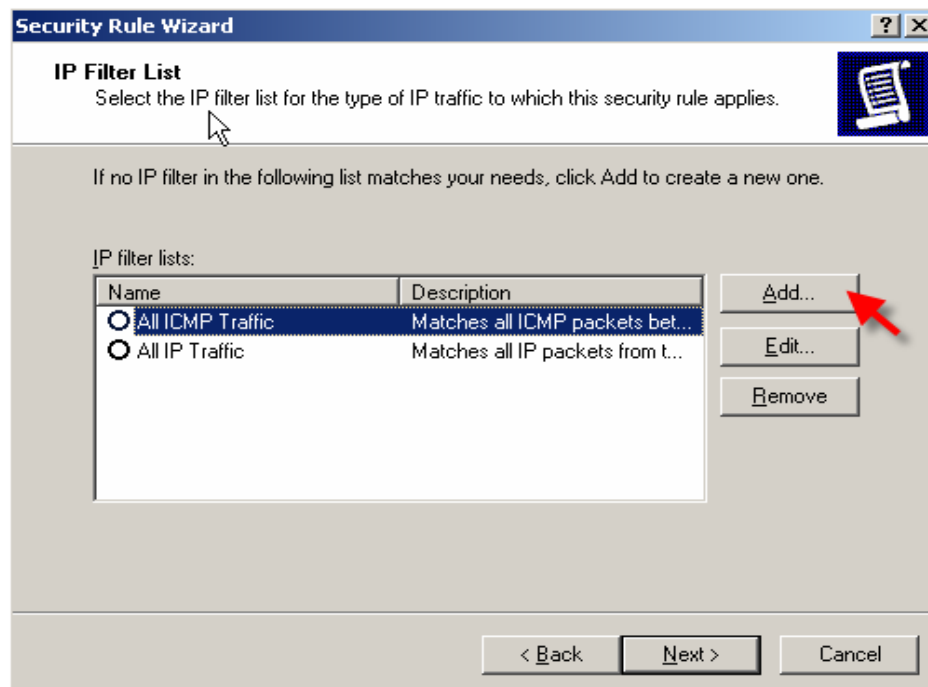 Security Rule Wizard
IP Filter List
Select the IP filter list for the type of IP traffic to which this security rule applies.
If no IP filter in the following list matches your needs, click Add to create a new one.
IP filter lists:
Name Description
All ICMP Traffic Matches all ICMP packets bet...
All IP Traffic Matches all IP packets from t...
Add...
Edit...
Remove
< Back Next > Cancel